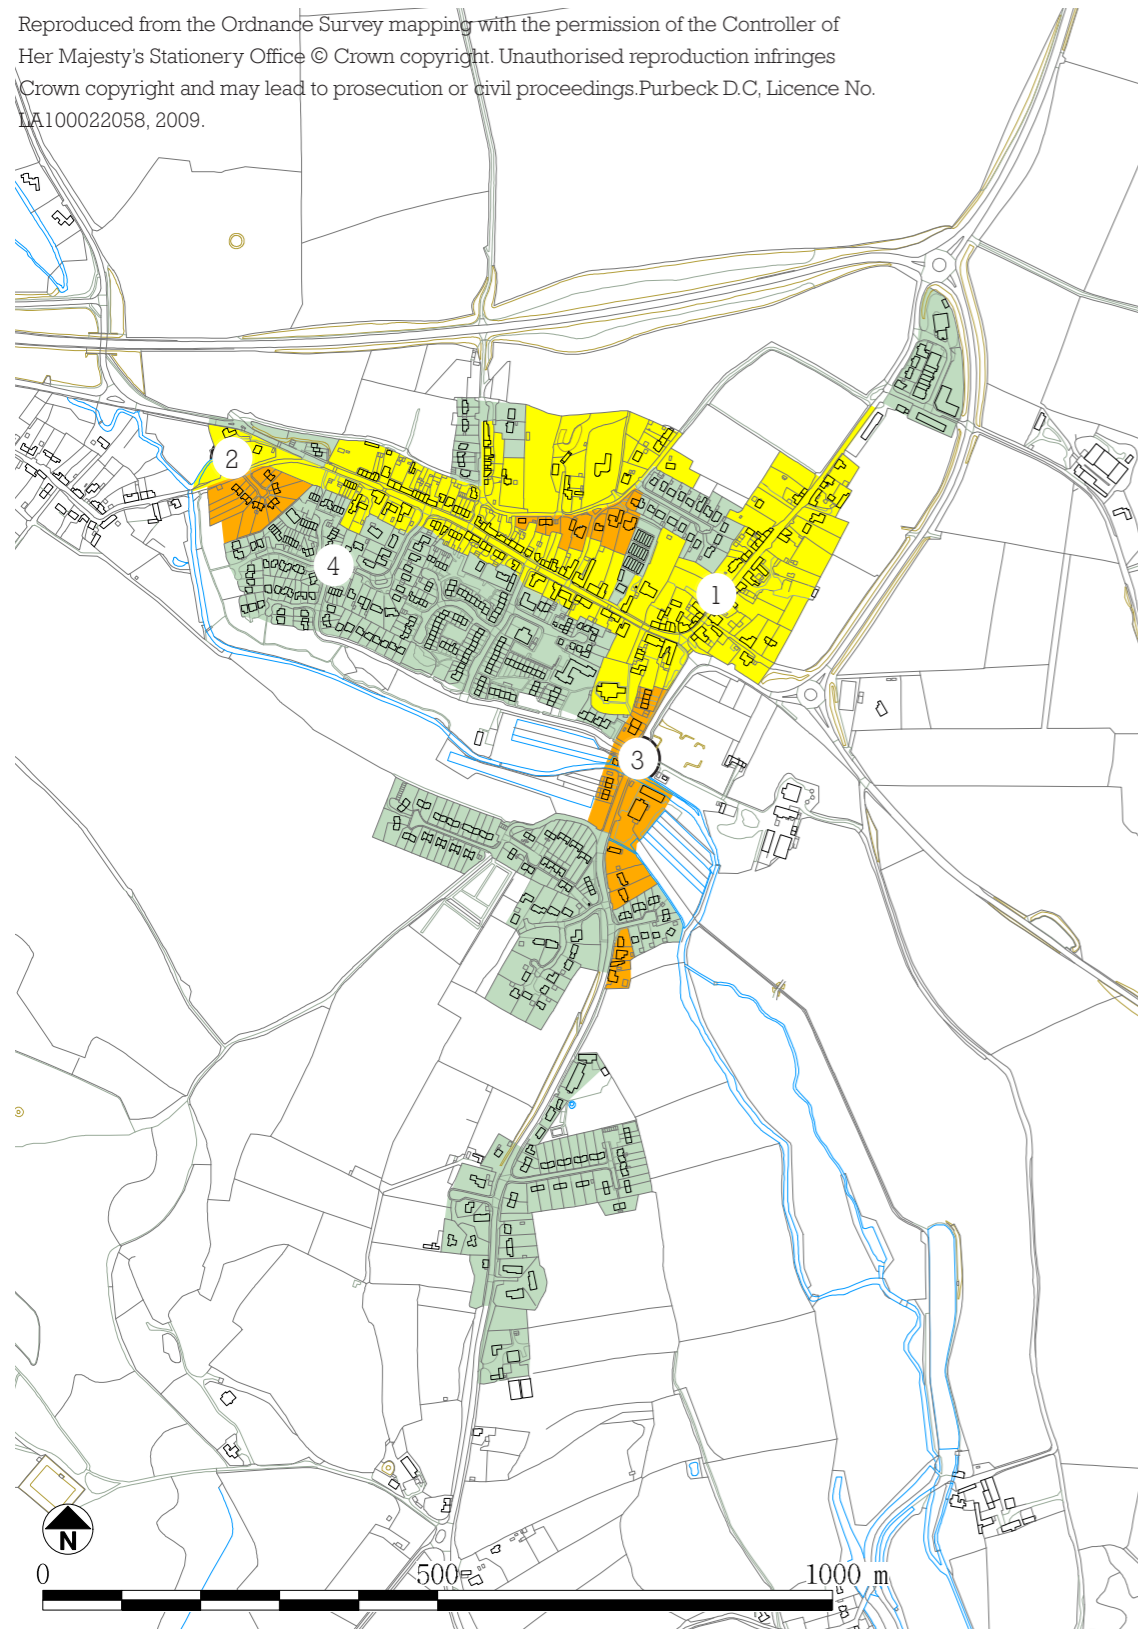 Reproduced from the Ordnance Survey mapping with the permission of the Controller of
Her Majesty's Stationery Office © Crown copyright. Unauthorised reproduction infringes
Crown copyright and may lead to prosecution or civil proceedings.Purbeck D.C, Licence No.
LA100022058, 2009.
2
4
1
3
N
0 500 1000 m